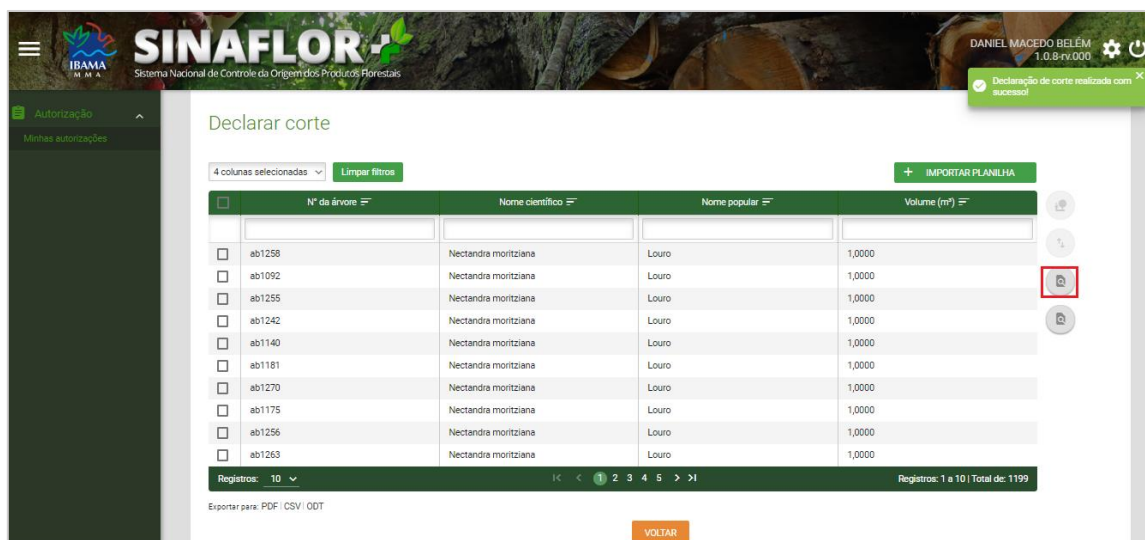 IBAMA
M M A
SINAFLOR+
Sistema Nacional de Controle da Origem dos Produtos Florestais
DANIEL MACEDO BELÉM
1.0.8-rv.000
Declaração de corte realizada com sucesso!
Autorização
Minhas autorizações
Declarar corte
4 colunas selecionadas Limpar filtros + IMPORTAR PLANILHA
N° da árvore Nome científico Nome popular Volume (m³)
ab1258 Nectandra moritziana Louro 1,0000
ab1092 Nectandra moritziana Louro 1,0000
ab1255 Nectandra moritziana Louro 1,0000
ab1242 Nectandra moritziana Louro 1,0000
ab1140 Nectandra moritziana Louro 1,0000
ab1181 Nectandra moritziana Louro 1,0000
ab1270 Nectandra moritziana Louro 1,0000
ab1175 Nectandra moritziana Louro 1,0000
ab1256 Nectandra moritziana Louro 1,0000
ab1263 Nectandra moritziana Louro 1,0000
Registros: 10 1 2 3 4 5 Registros: 1 a 10 | Total de: 1199
Exportar para: PDF | CSV | ODT
VOLTAR